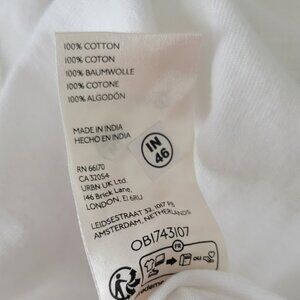 100% COTTON
100% COTON
100% BAUMWOLLE
100% COTONE
100% ALGODÓN
MADE IN INDIA
HECHO EN INDIA
IN
46
RN 66170
CA 32054
URBN UK Ltd.
146 Brick Lane,
LONDON, E1 6RU
LEIDSESTRAAT 32, 1017 PB
AMSTERDAM, NETHERLANDS
OB1743107
FR
OU